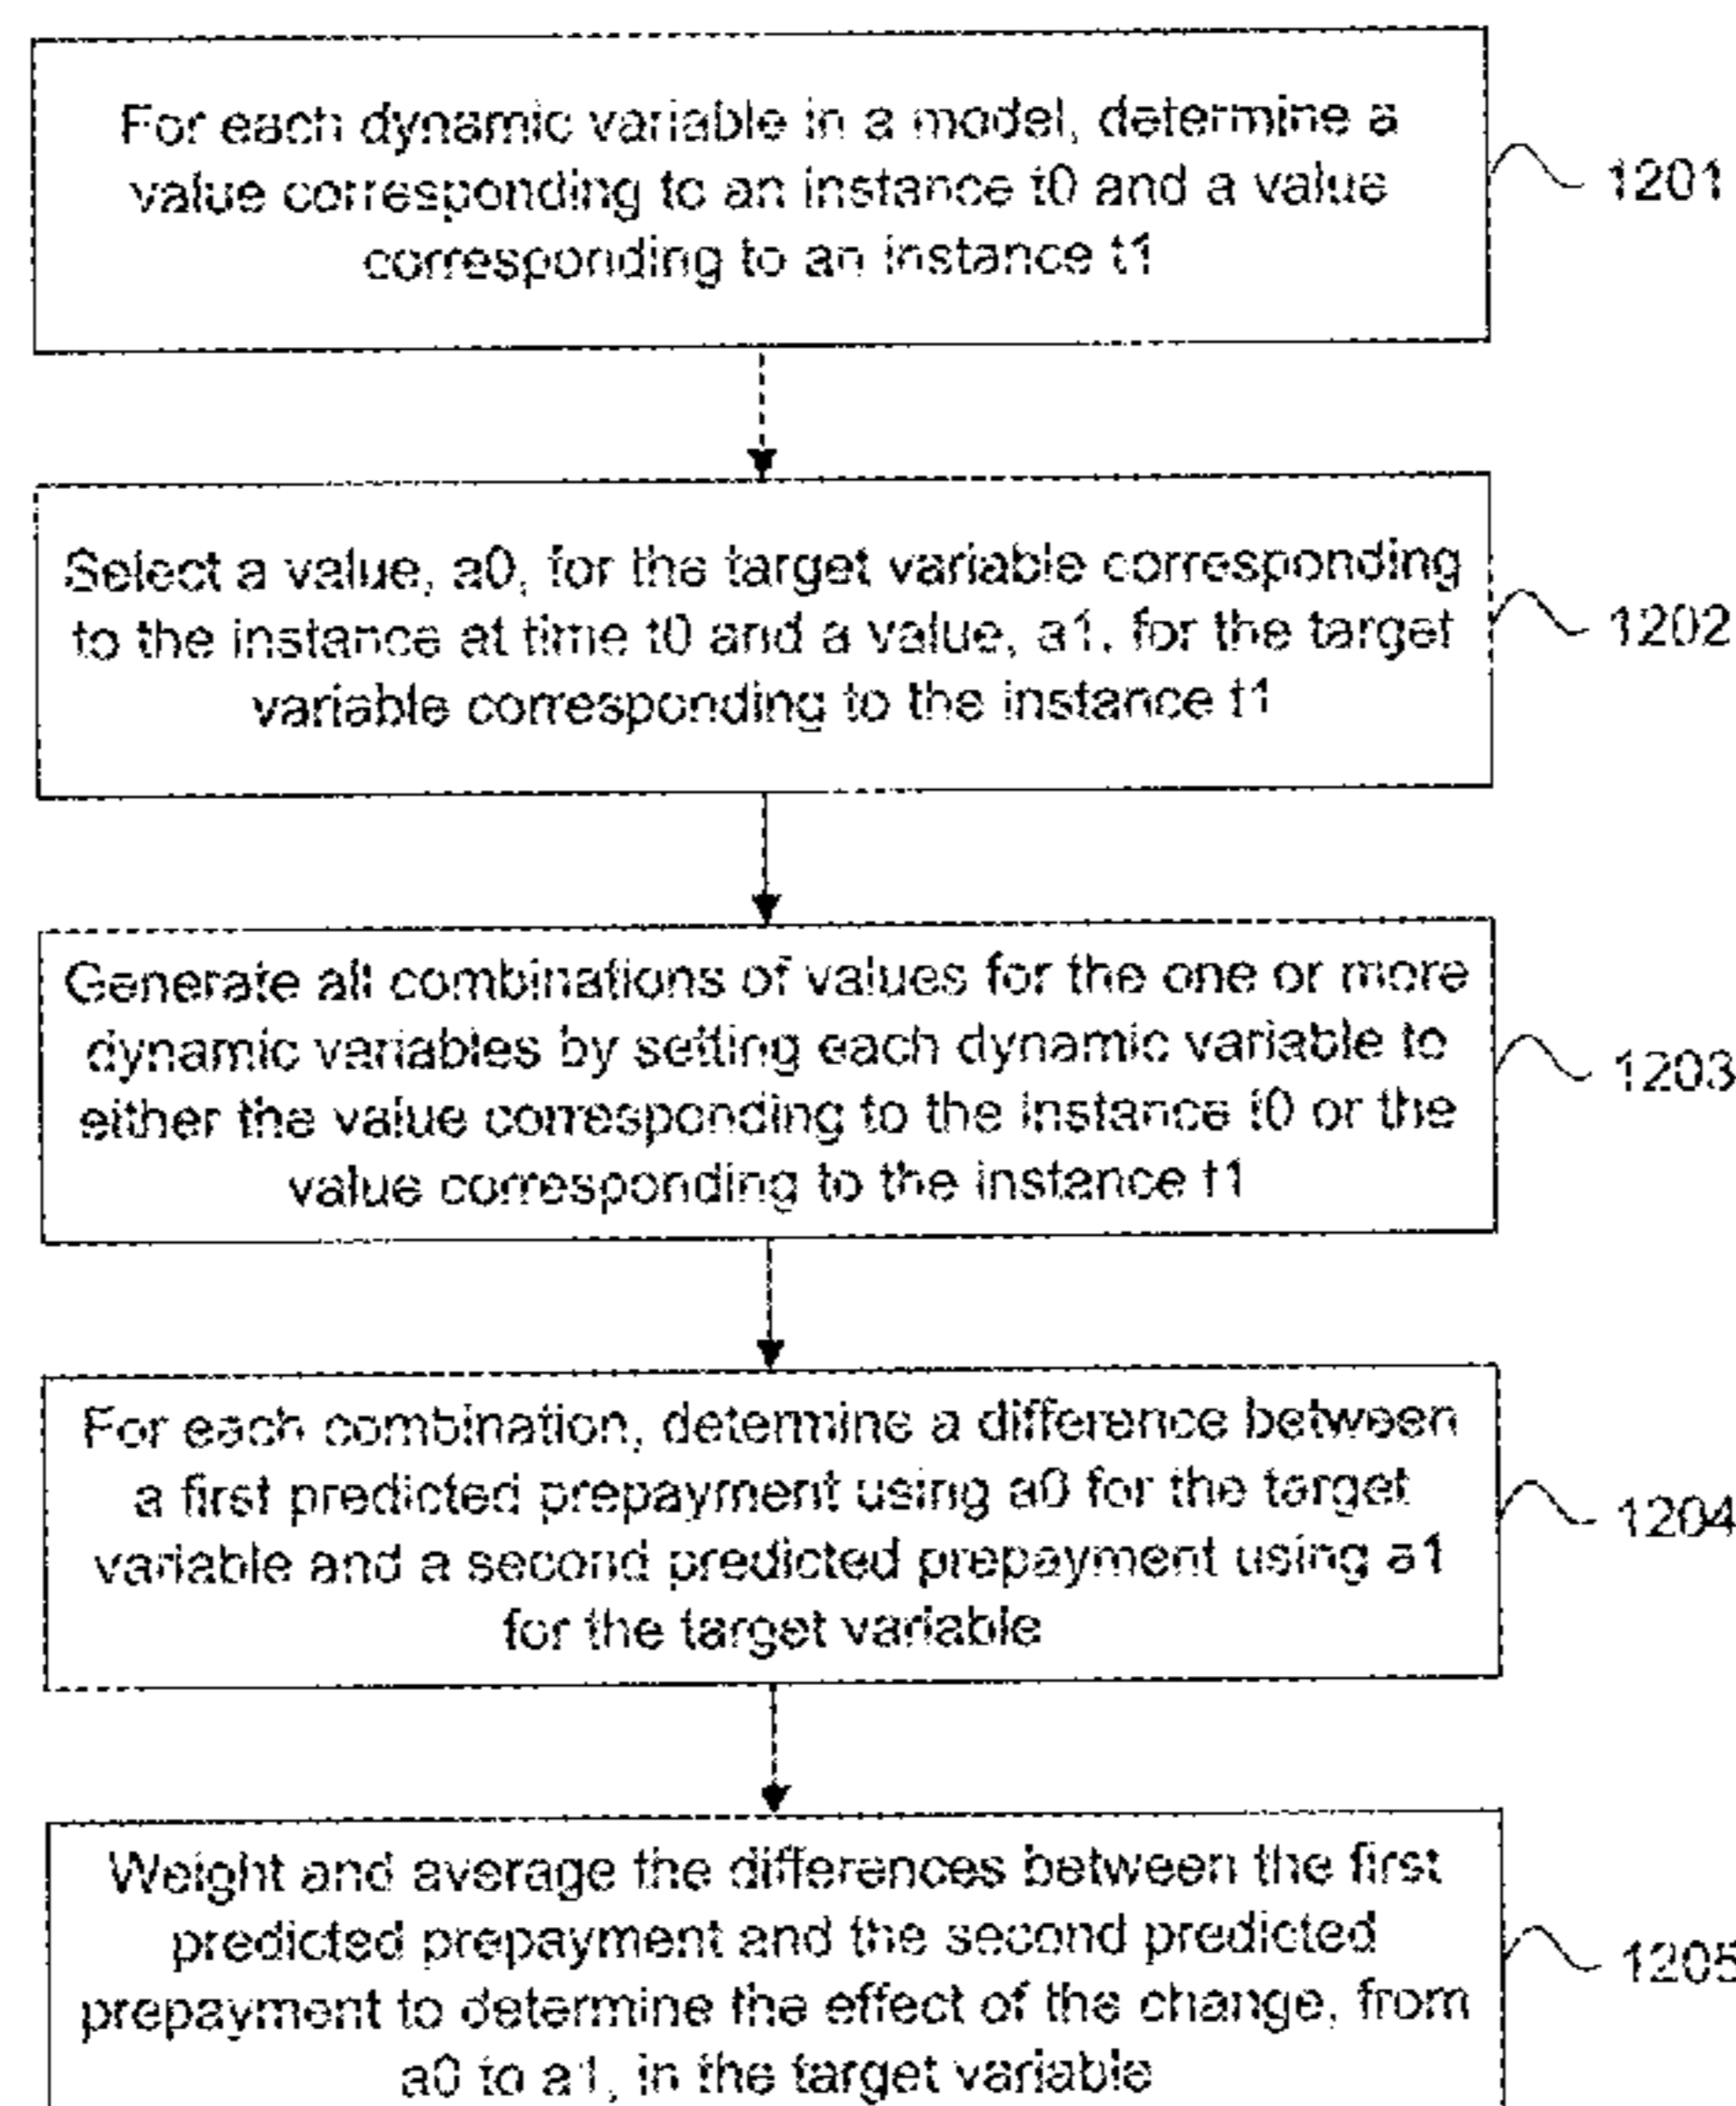 For each dynamic variable in a model, determine a
value corresponding to an instance t0 and a value
corresponding to an instance t1
1201
Select a value, a0, for the target variable corresponding
to the instance at time t0 and a value, a1, for the target
variable corresponding to the instance t1
1202
Generate all combinations of values for the one or more
dynamic variables by setting each dynamic variable to
either the value corresponding to the instance t0 or the
value corresponding to the instance t1
1203
For each combination, determine a difference between
a first predicted prepayment using a0 for the target
variable and a second predicted prepayment using a1
for the target variable
1204
Weight and average the differences between the first
predicted prepayment and the second predicted
prepayment to determine the effect of the change, from
a0 to a1, in the target variable
1205